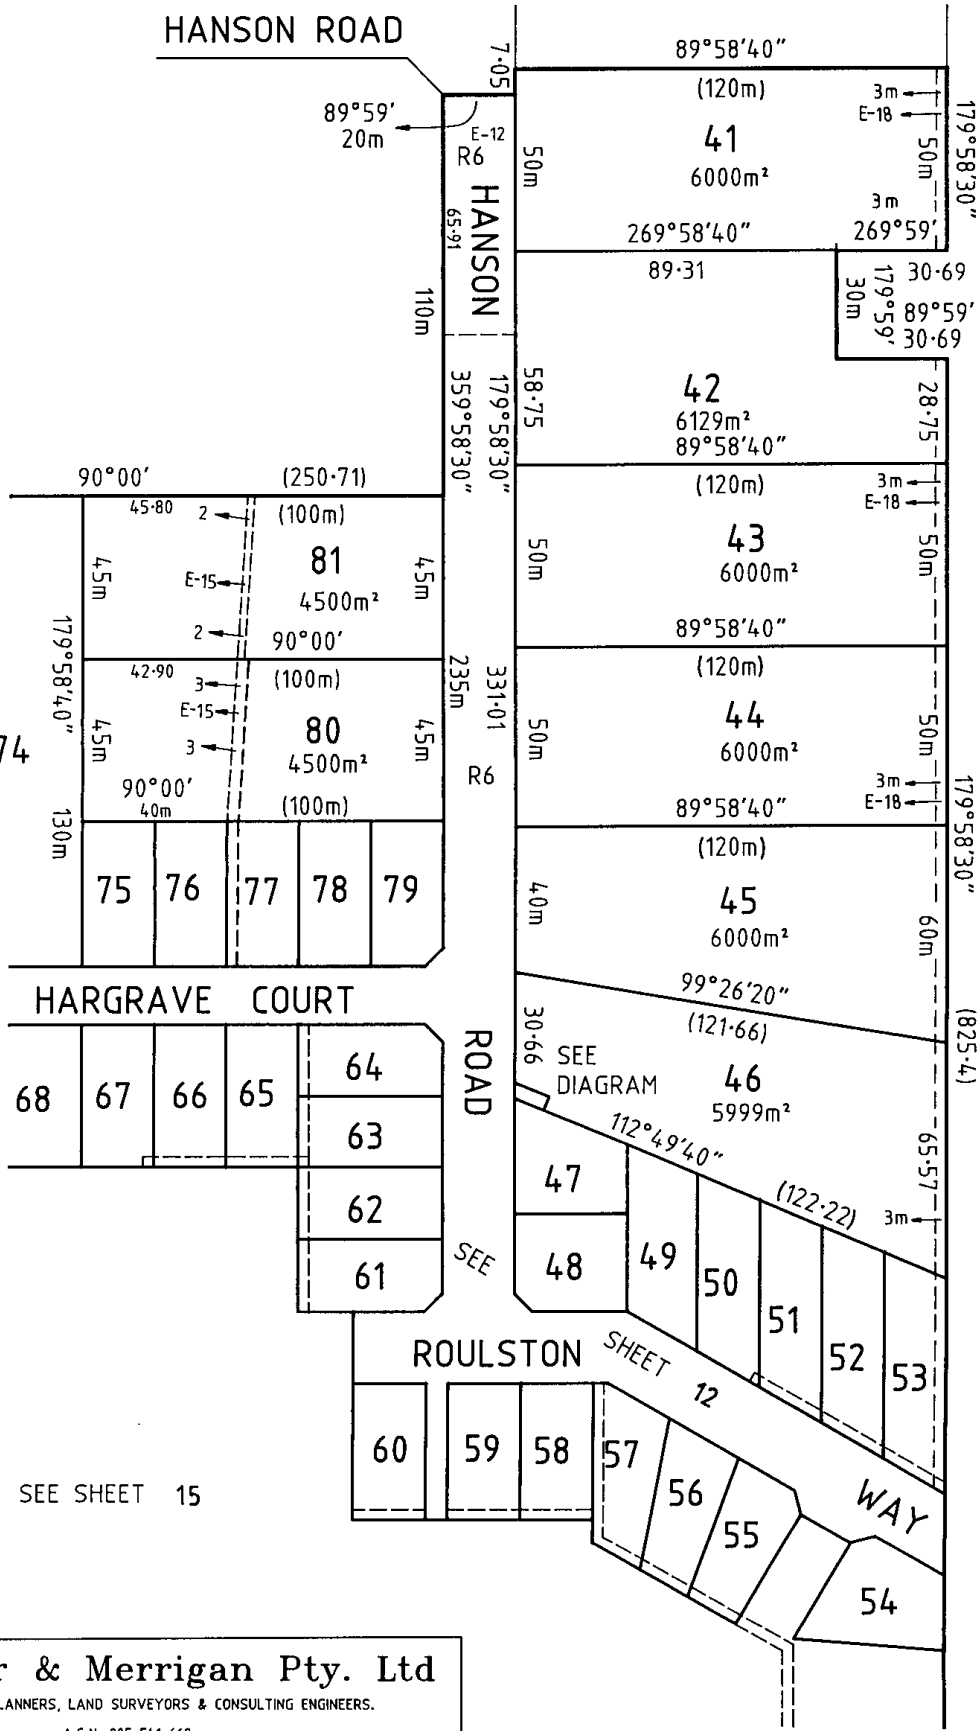 HANSON ROAD
7·05
89°58'40"
89°59'
20m
E-12
R6
HANSON
65·91
50m
(120m)
41
6000m²
3m
E-18
50m
179°58'30"
3m
269°58'40"
269°59'
89·31
30·69
179°59'
30m
89°59'
30·69
110m
359°58'30"
179°58'30"
58·75
42
6129m²
89°58'40"
28·75
90°00'
(250·71)
45·80
2
(100m)
81
E-15
4500m²
45m
45m
2
90°00'
(120m)
3m
E-18
43
6000m²
50m
50m
89°58'40"
179°58'40"
42·90
3
(100m)
E-15
80
3
4500m²
45m
45m
235m
331·01
R6
74
90°00'
40m
(100m)
130m
(120m)
44
6000m²
50m
50m
3m
E-18
89°58'40"
179°58'30"
75
76
77
78
79
(120m)
45
6000m²
40m
60m
99°26'20"
HARGRAVE COURT
(121·66)
(825·4)
30·66
SEE
DIAGRAM
46
5999m²
ROAD
68
67
66
65
64
63
62
61
112°49'40"
65·57
(122·22)
3m
47
48
49
50
51
52
53
SEE
SHEET
12
ROULSTON
WAY
60
59
58
57
56
55
54
SEE SHEET 15
r & Merrigan Pty. Ltd
LANNERS, LAND SURVEYORS & CONSULTING ENGINEERS.